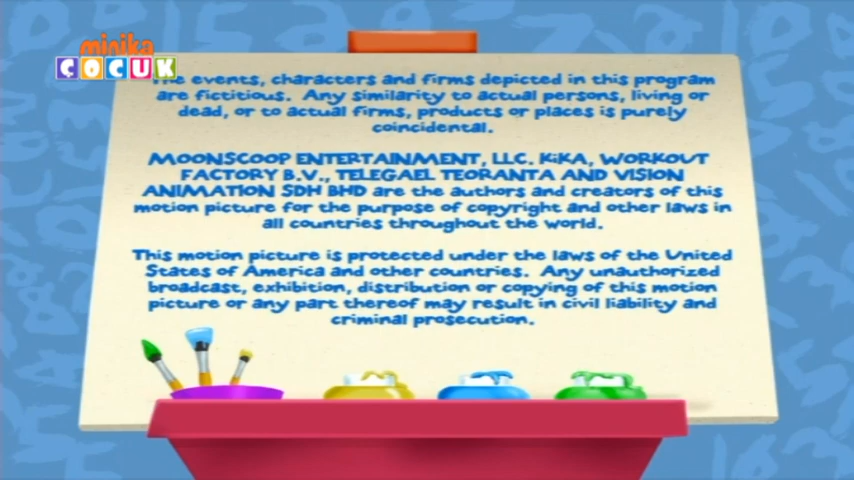 minika
ÇOCUK
The events, characters and firms depicted in this program
are fictitious. Any similarity to actual persons, living or
dead, or to actual firms, products or places is purely
coincidental.
MOONSCOOP ENTERTAINMENT, LLC. KiKA, WORKOUT
FACTORY B.V., TELEGAEL TEORANTA AND VISION
ANIMATION SDH BHD are the authors and creators of this
motion picture for the purpose of copyright and other laws in
all countries throughout the world.
This motion picture is protected under the laws of the United
States of America and other countries. Any unauthorized
broadcast, exhibition, distribution or copying of this motion
picture or any part thereof may result in civil liability and
criminal prosecution.